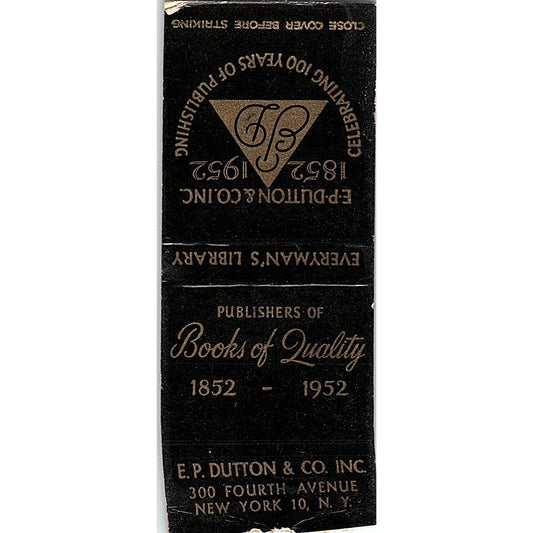 CLOSE COVER BEFORE STRIKING
CELEBRATING 100 YEARS OF PUBLISHING
EPD
1852 1952
E·P·DUTTON & CO. INC.
EVERYMAN'S LIBRARY
PUBLISHERS OF
Books of Quality
1852 - 1952
E. P. DUTTON & CO. INC.
300 FOURTH AVENUE
NEW YORK 10, N. Y.